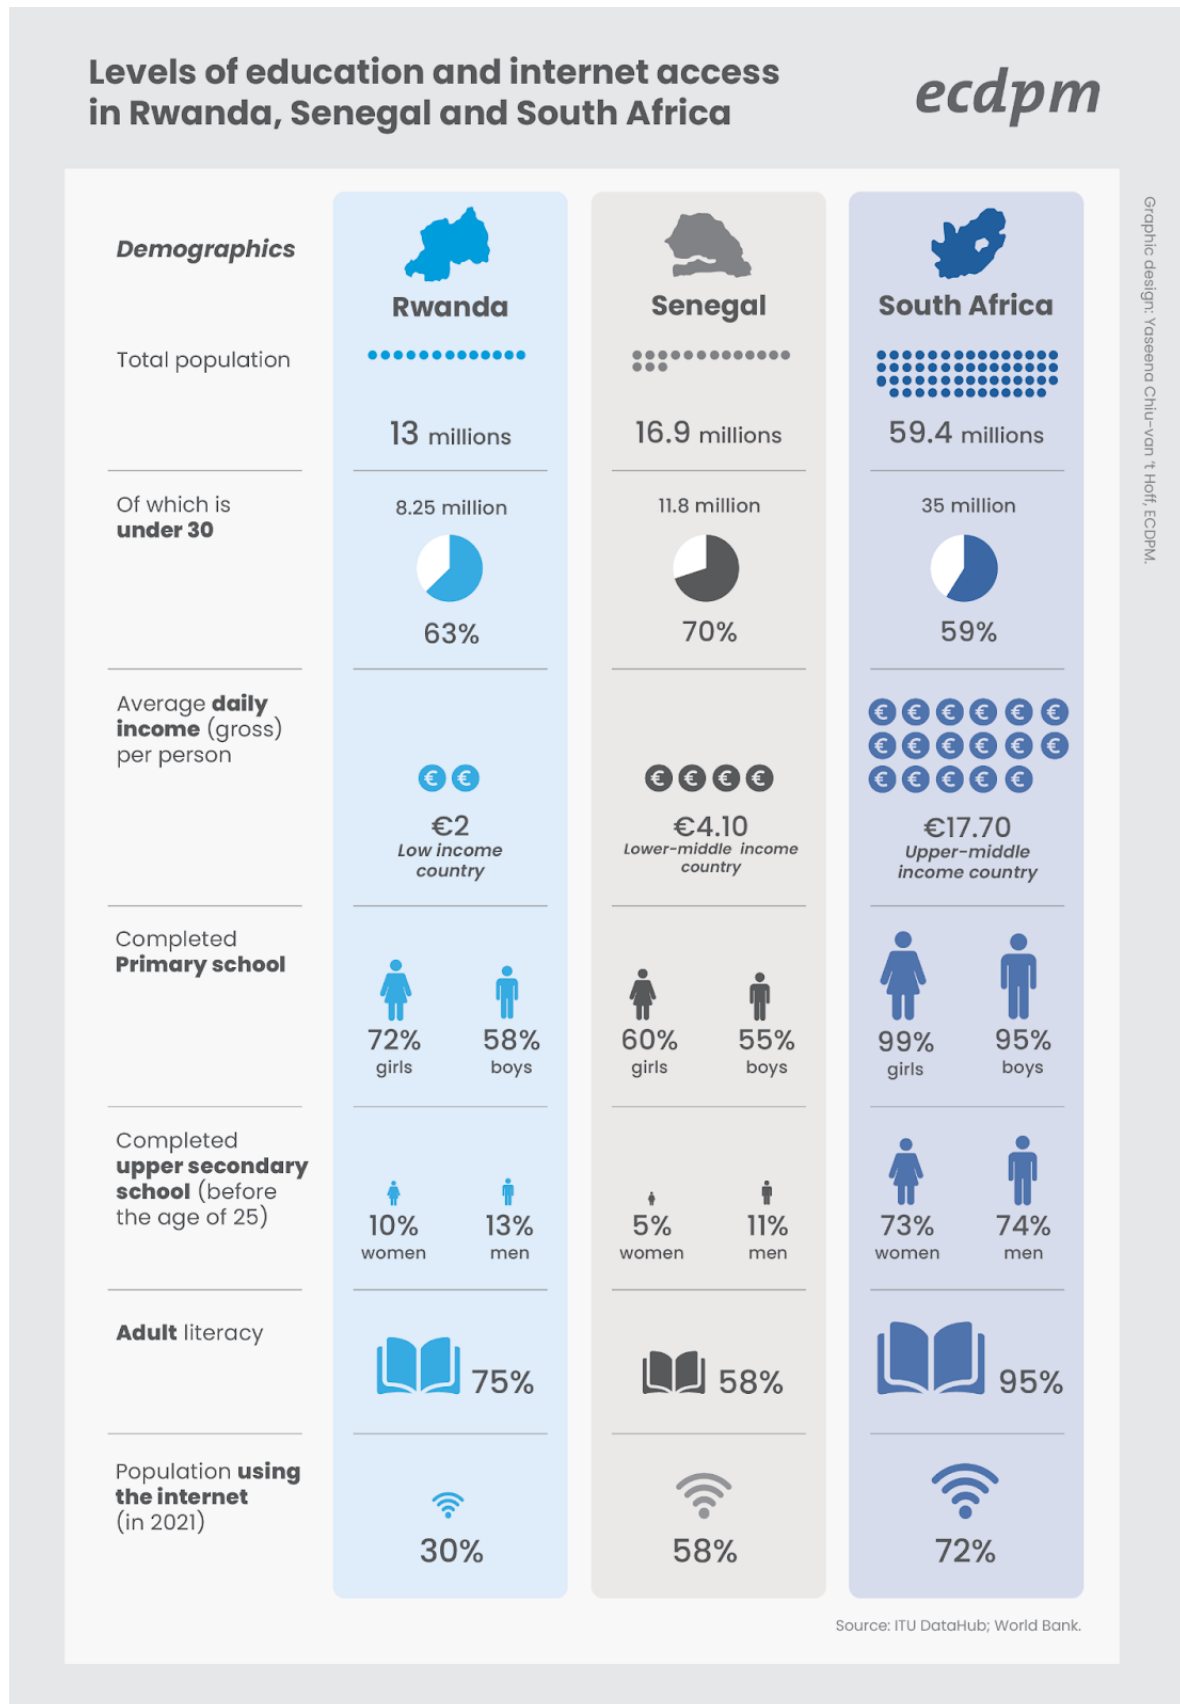 Levels of education and internet access
in Rwanda, Senegal and South Africa
ecdpm
Graphic design: Yaseena Chiu-van 't Hoff, ECDPM.
Demographics
Rwanda
Senegal
South Africa
Total population
13 millions
16.9 millions
59.4 millions
Of which is
under 30
8.25 million
11.8 million
35 million
63%
70%
59%
Average daily
income (gross)
per person
€ €
€ € € €
€ € € € € €
€ € € € € €
€ € € € €
€2
Low income
country
€4.10
Lower-middle income
country
€17.70
Upper-middle
income country
Completed
Primary school
72%
girls
58%
boys
60%
girls
55%
boys
99%
girls
95%
boys
Completed
upper secondary
school (before
the age of 25)
10%
women
13%
men
5%
women
11%
men
73%
women
74%
men
Adult literacy
75%
58%
95%
Population using
the internet
(in 2021)
30%
58%
72%
Source: ITU DataHub; World Bank.